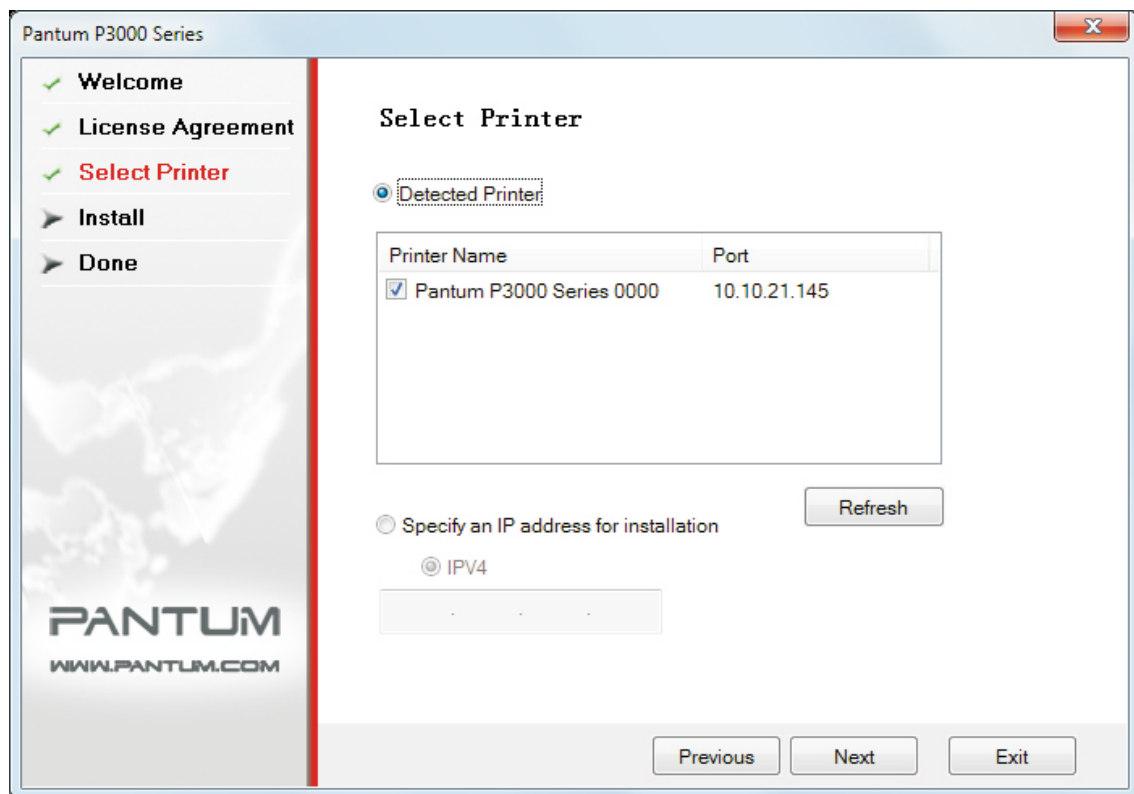 Pantum P3000 Series
Welcome
License Agreement
Select Printer
Install
Done
PANTUM
WWW.PANTUM.COM
Select Printer
Detected Printer
Printer Name Port
Pantum P3000 Series 0000 10.10.21.145
Refresh
Specify an IP address for installation
IPV4
. . .
Previous Next Exit